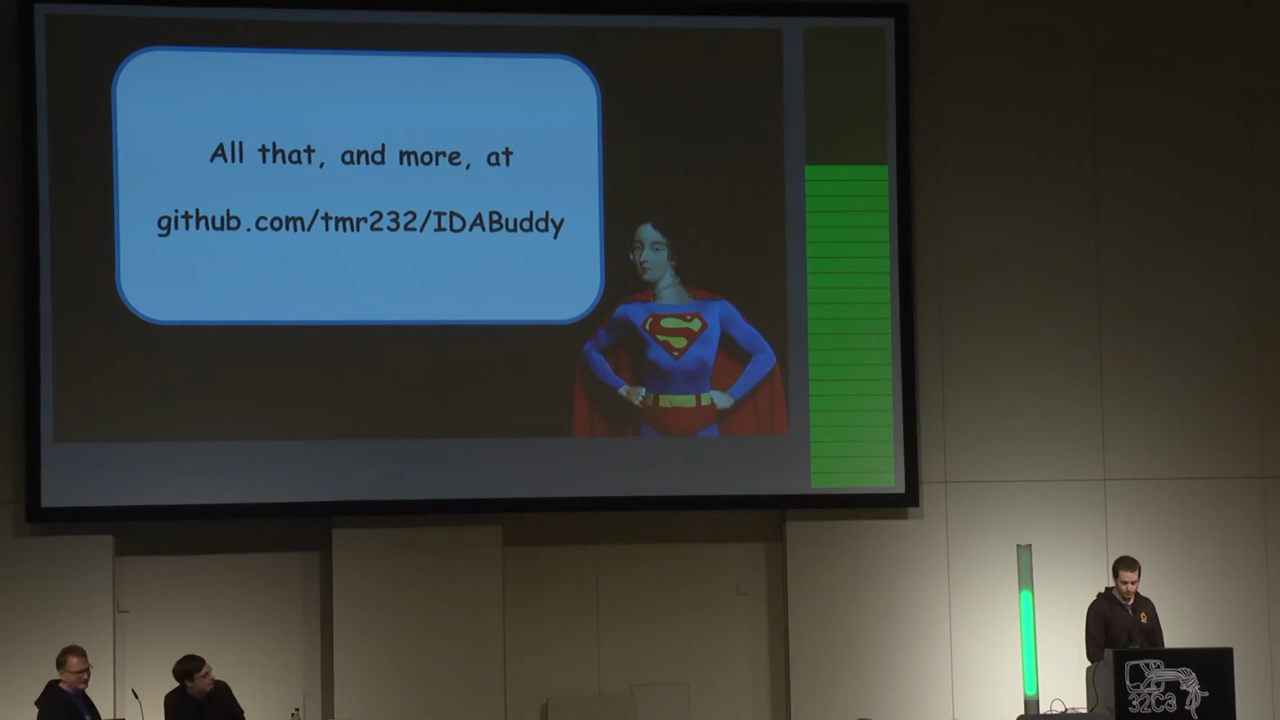 All that, and more, at
github.com/tmr232/IDABuddy
32C3